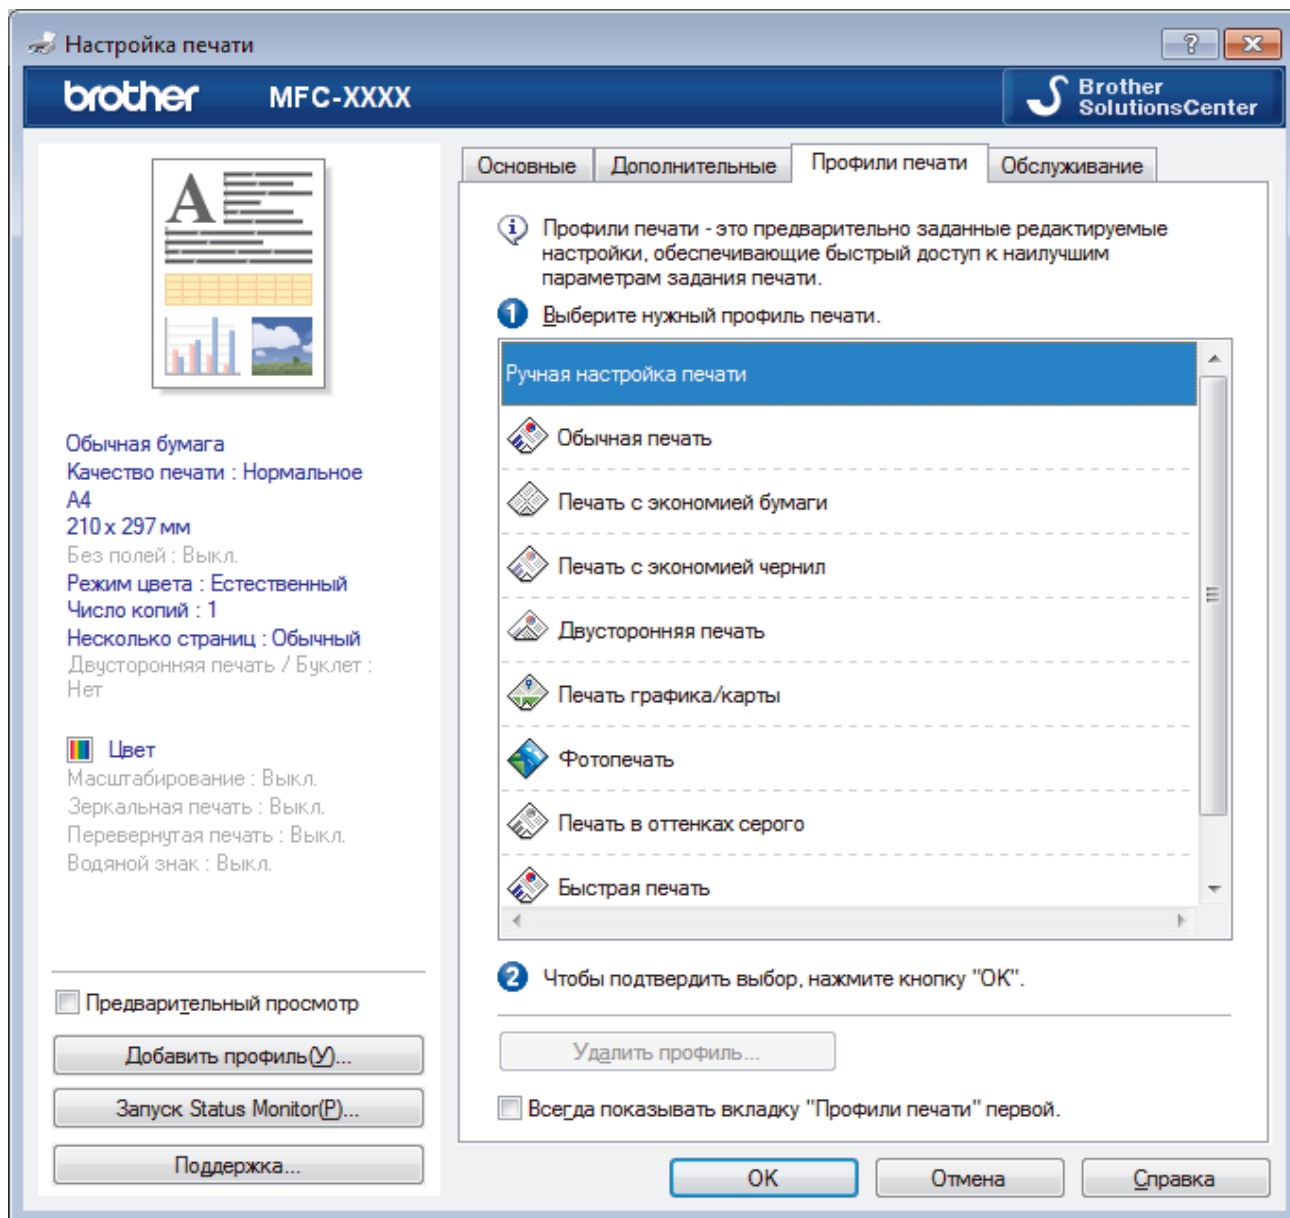 Настройка печати
brother MFC-XXXX
Brother
SolutionsCenter
A
Обычная бумага
Качество печати : Нормальное
A4
210 x 297 мм
Без полей : Выкл.
Режим цвета : Естественный
Число копий : 1
Несколько страниц : Обычный
Двусторонняя печать / Буклет :
Нет
Цвет
Масштабирование : Выкл.
Зеркальная печать : Выкл.
Перевернутая печать : Выкл.
Водяной знак : Выкл.
Предварительный просмотр
Добавить профиль(У)...
Запуск Status Monitor(P)...
Поддержка...
Основные Дополнительные Профили печати Обслуживание
Профили печати - это предварительно заданные редактируемые
настройки, обеспечивающие быстрый доступ к наилучшим
параметрам задания печати.
1 Выберите нужный профиль печати.
Ручная настройка печати
Обычная печать
Печать с экономией бумаги
Печать с экономией чернил
Двусторонняя печать
Печать графика/карты
Фотопечать
Печать в оттенках серого
Быстрая печать
2 Чтобы подтвердить выбор, нажмите кнопку "OK".
Удалить профиль...
Всегда показывать вкладку "Профили печати" первой.
OK Отмена Справка